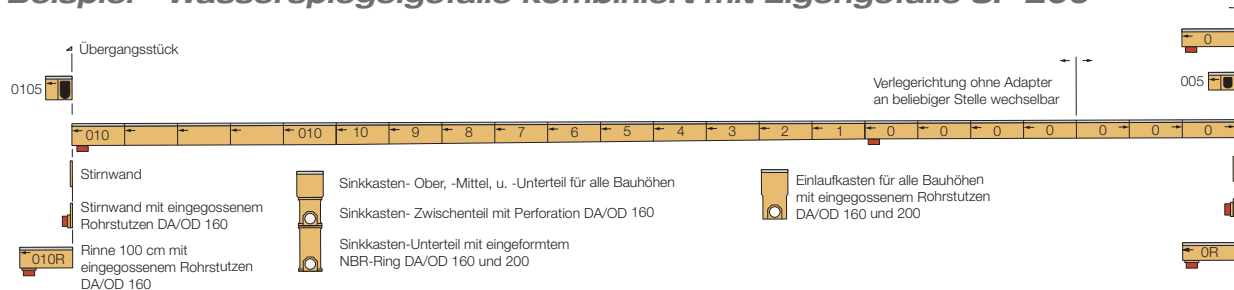 Beispiel - Wasserspiegelgefälle kombiniert mit Eigengefälle SF 200
Übergangsstück
0105
0
005
Verlegerichtung ohne Adapter
an beliebiger Stelle wechselbar
010 010 10 9 8 7 6 5 4 3 2 1 0 0 0 0 0 0 0
Stirnwand
Stirnwand mit eingegossenem
Rohrstutzen DA/OD 160
010R
Rinne 100 cm mit
eingegossenem Rohrstutzen
DA/OD 160
Sinkkasten- Ober, -Mittel, u. -Unterteil für alle Bauhöhen
Sinkkasten- Zwischenteil mit Perforation DA/OD 160
Sinkkasten-Unterteil mit eingeformtem
NBR-Ring DA/OD 160 und 200
Einlaufkasten für alle Bauhöhen
mit eingegossenem Rohrstutzen
DA/OD 160 und 200
0R